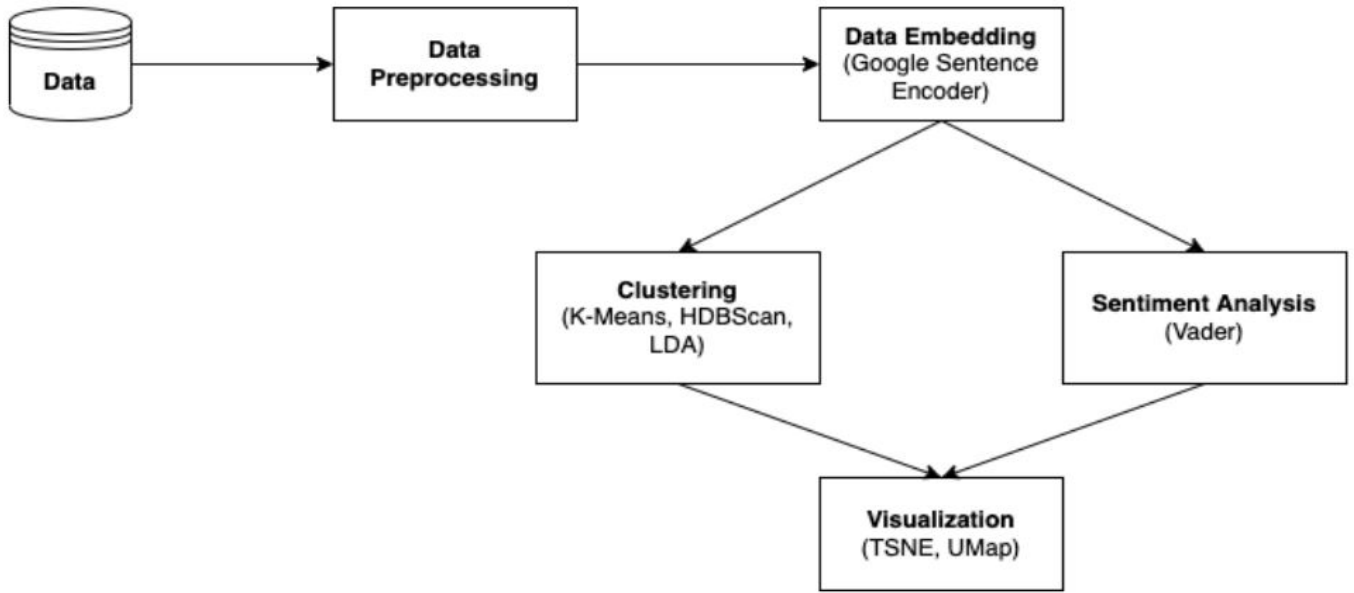 Data
Data
Preprocessing
Data Embedding
(Google Sentence
Encoder)
Clustering
(K-Means, HDBScan,
LDA)
Sentiment Analysis
(Vader)
Visualization
(TSNE, UMap)